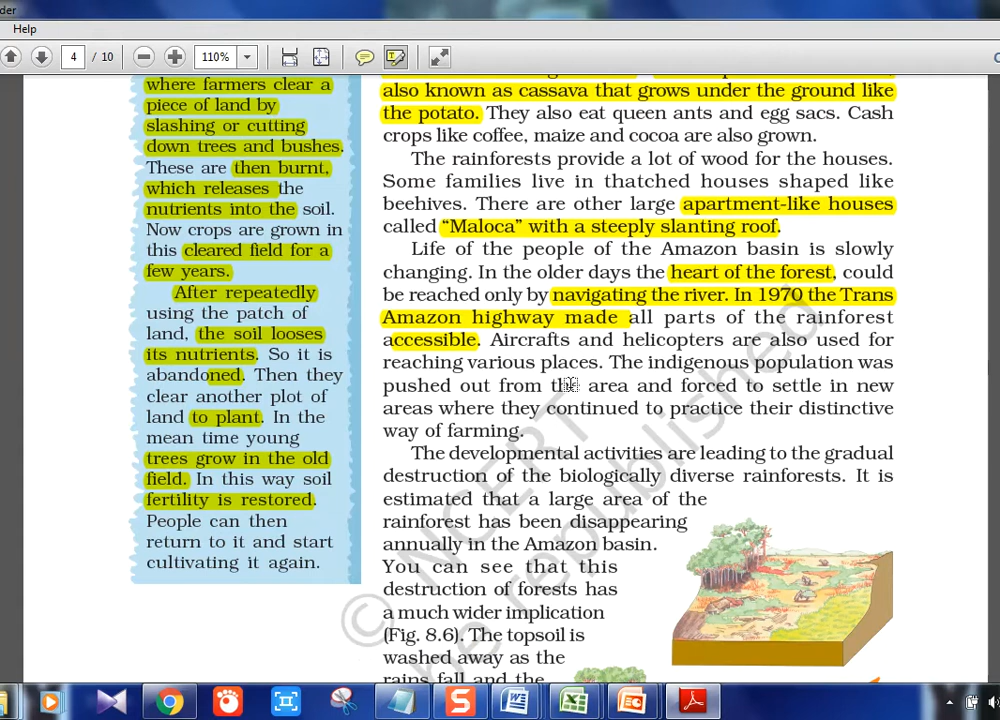 der
Help
4 / 10
110%
where farmers clear a
piece of land by
slashing or cutting
down trees and bushes.
These are then burnt,
which releases the
nutrients into the soil.
Now crops are grown in
this cleared field for a
few years.
After repeatedly
using the patch of
land, the soil looses
its nutrients. So it is
abandoned. Then they
clear another plot of
land to plant. In the
mean time young
trees grow in the old
field. In this way soil
fertility is restored.
People can then
return to it and start
cultivating it again.
also known as cassava that grows under the ground like
the potato. They also eat queen ants and egg sacs. Cash
crops like coffee, maize and cocoa are also grown.
The rainforests provide a lot of wood for the houses.
Some families live in thatched houses shaped like
beehives. There are other large apartment-like houses
called “Maloca” with a steeply slanting roof.
Life of the people of the Amazon basin is slowly
changing. In the older days the heart of the forest, could
be reached only by navigating the river. In 1970 the Trans
Amazon highway made all parts of the rainforest
accessible. Aircrafts and helicopters are also used for
reaching various places. The indigenous population was
pushed out from the area and forced to settle in new
areas where they continued to practice their distinctive
way of farming.
The developmental activities are leading to the gradual
destruction of the biologically diverse rainforests. It is
estimated that a large area of the
rainforest has been disappearing
annually in the Amazon basin.
You can see that this
destruction of forests has
a much wider implication
(Fig. 8.6). The topsoil is
washed away as the
rains fall and the
© NCERT
be republished